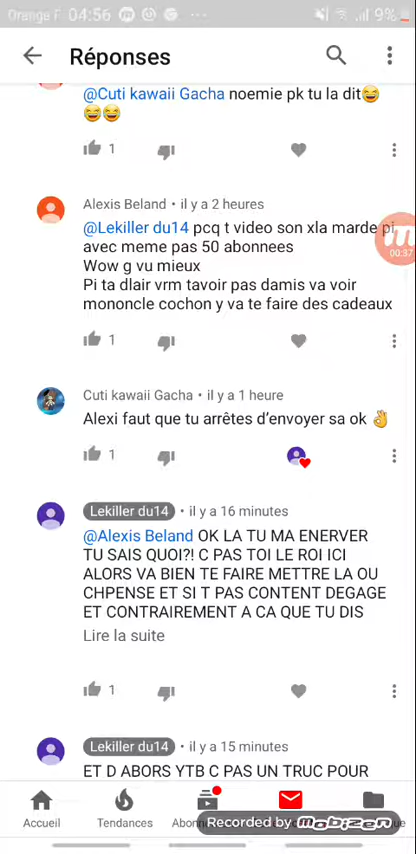 Orange F 04:56 9%
Réponses
@Cuti kawaii Gacha noemie pk tu la dit😂
😂😂
1
Alexis Beland • il y a 2 heures
@Lekiller du14 pcq t video son xla marde pi
avec meme pas 50 abonnees
Wow g vu mieux
Pi ta dlair vrm tavoir pas damis va voir
mononcle cochon y va te faire des cadeaux
00:37
1
Cuti kawaii Gacha • il y a 1 heure
Alexi faut que tu arrêtes d’envoyer sa ok 👌
1
Lekiller du14 • il y a 16 minutes
@Alexis Beland OK LA TU MA ENERVER
TU SAIS QUOI?! C PAS TOI LE ROI ICI
ALORS VA BIEN TE FAIRE METTRE LA OU
CHPENSE ET SI T PAS CONTENT DEGAGE
ET CONTRAIREMENT A CA QUE TU DIS
Lire la suite
1
Lekiller du14 • il y a 15 minutes
ET D ABORS YTB C PAS UN TRUC POUR
Recorded by mobizen
Accueil Tendances Abonn